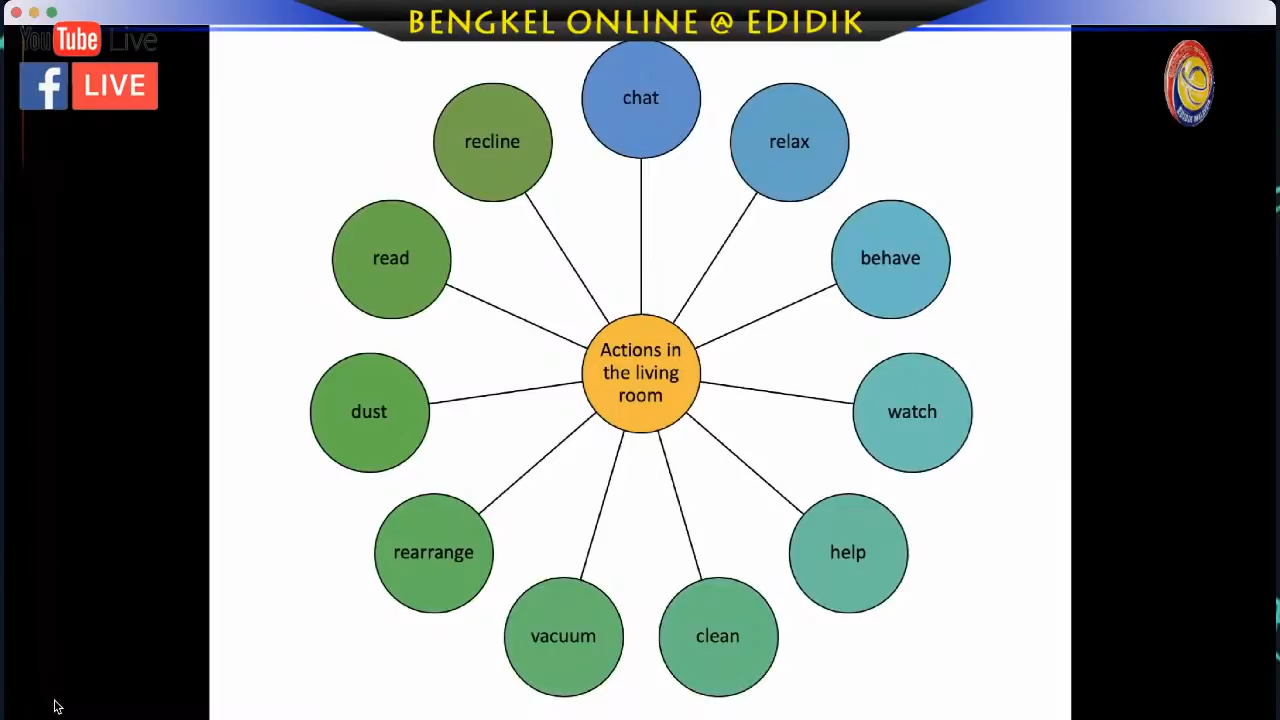 BENGKEL ONLINE @ EDIDIK
YouTube Live
f LIVE
chat
relax
recline
behave
read
Actions in
the living
room
watch
dust
help
rearrange
clean
vacuum